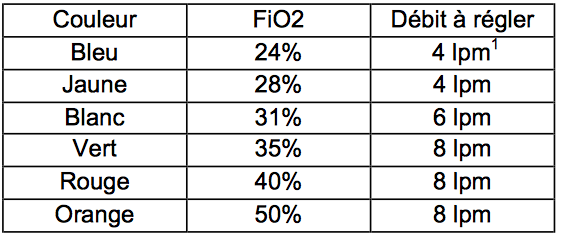 Couleur FiO2 Débit à régler
Bleu 24% 4 lpm¹
Jaune 28% 4 lpm
Blanc 31% 6 lpm
Vert 35% 8 lpm
Rouge 40% 8 lpm
Orange 50% 8 lpm